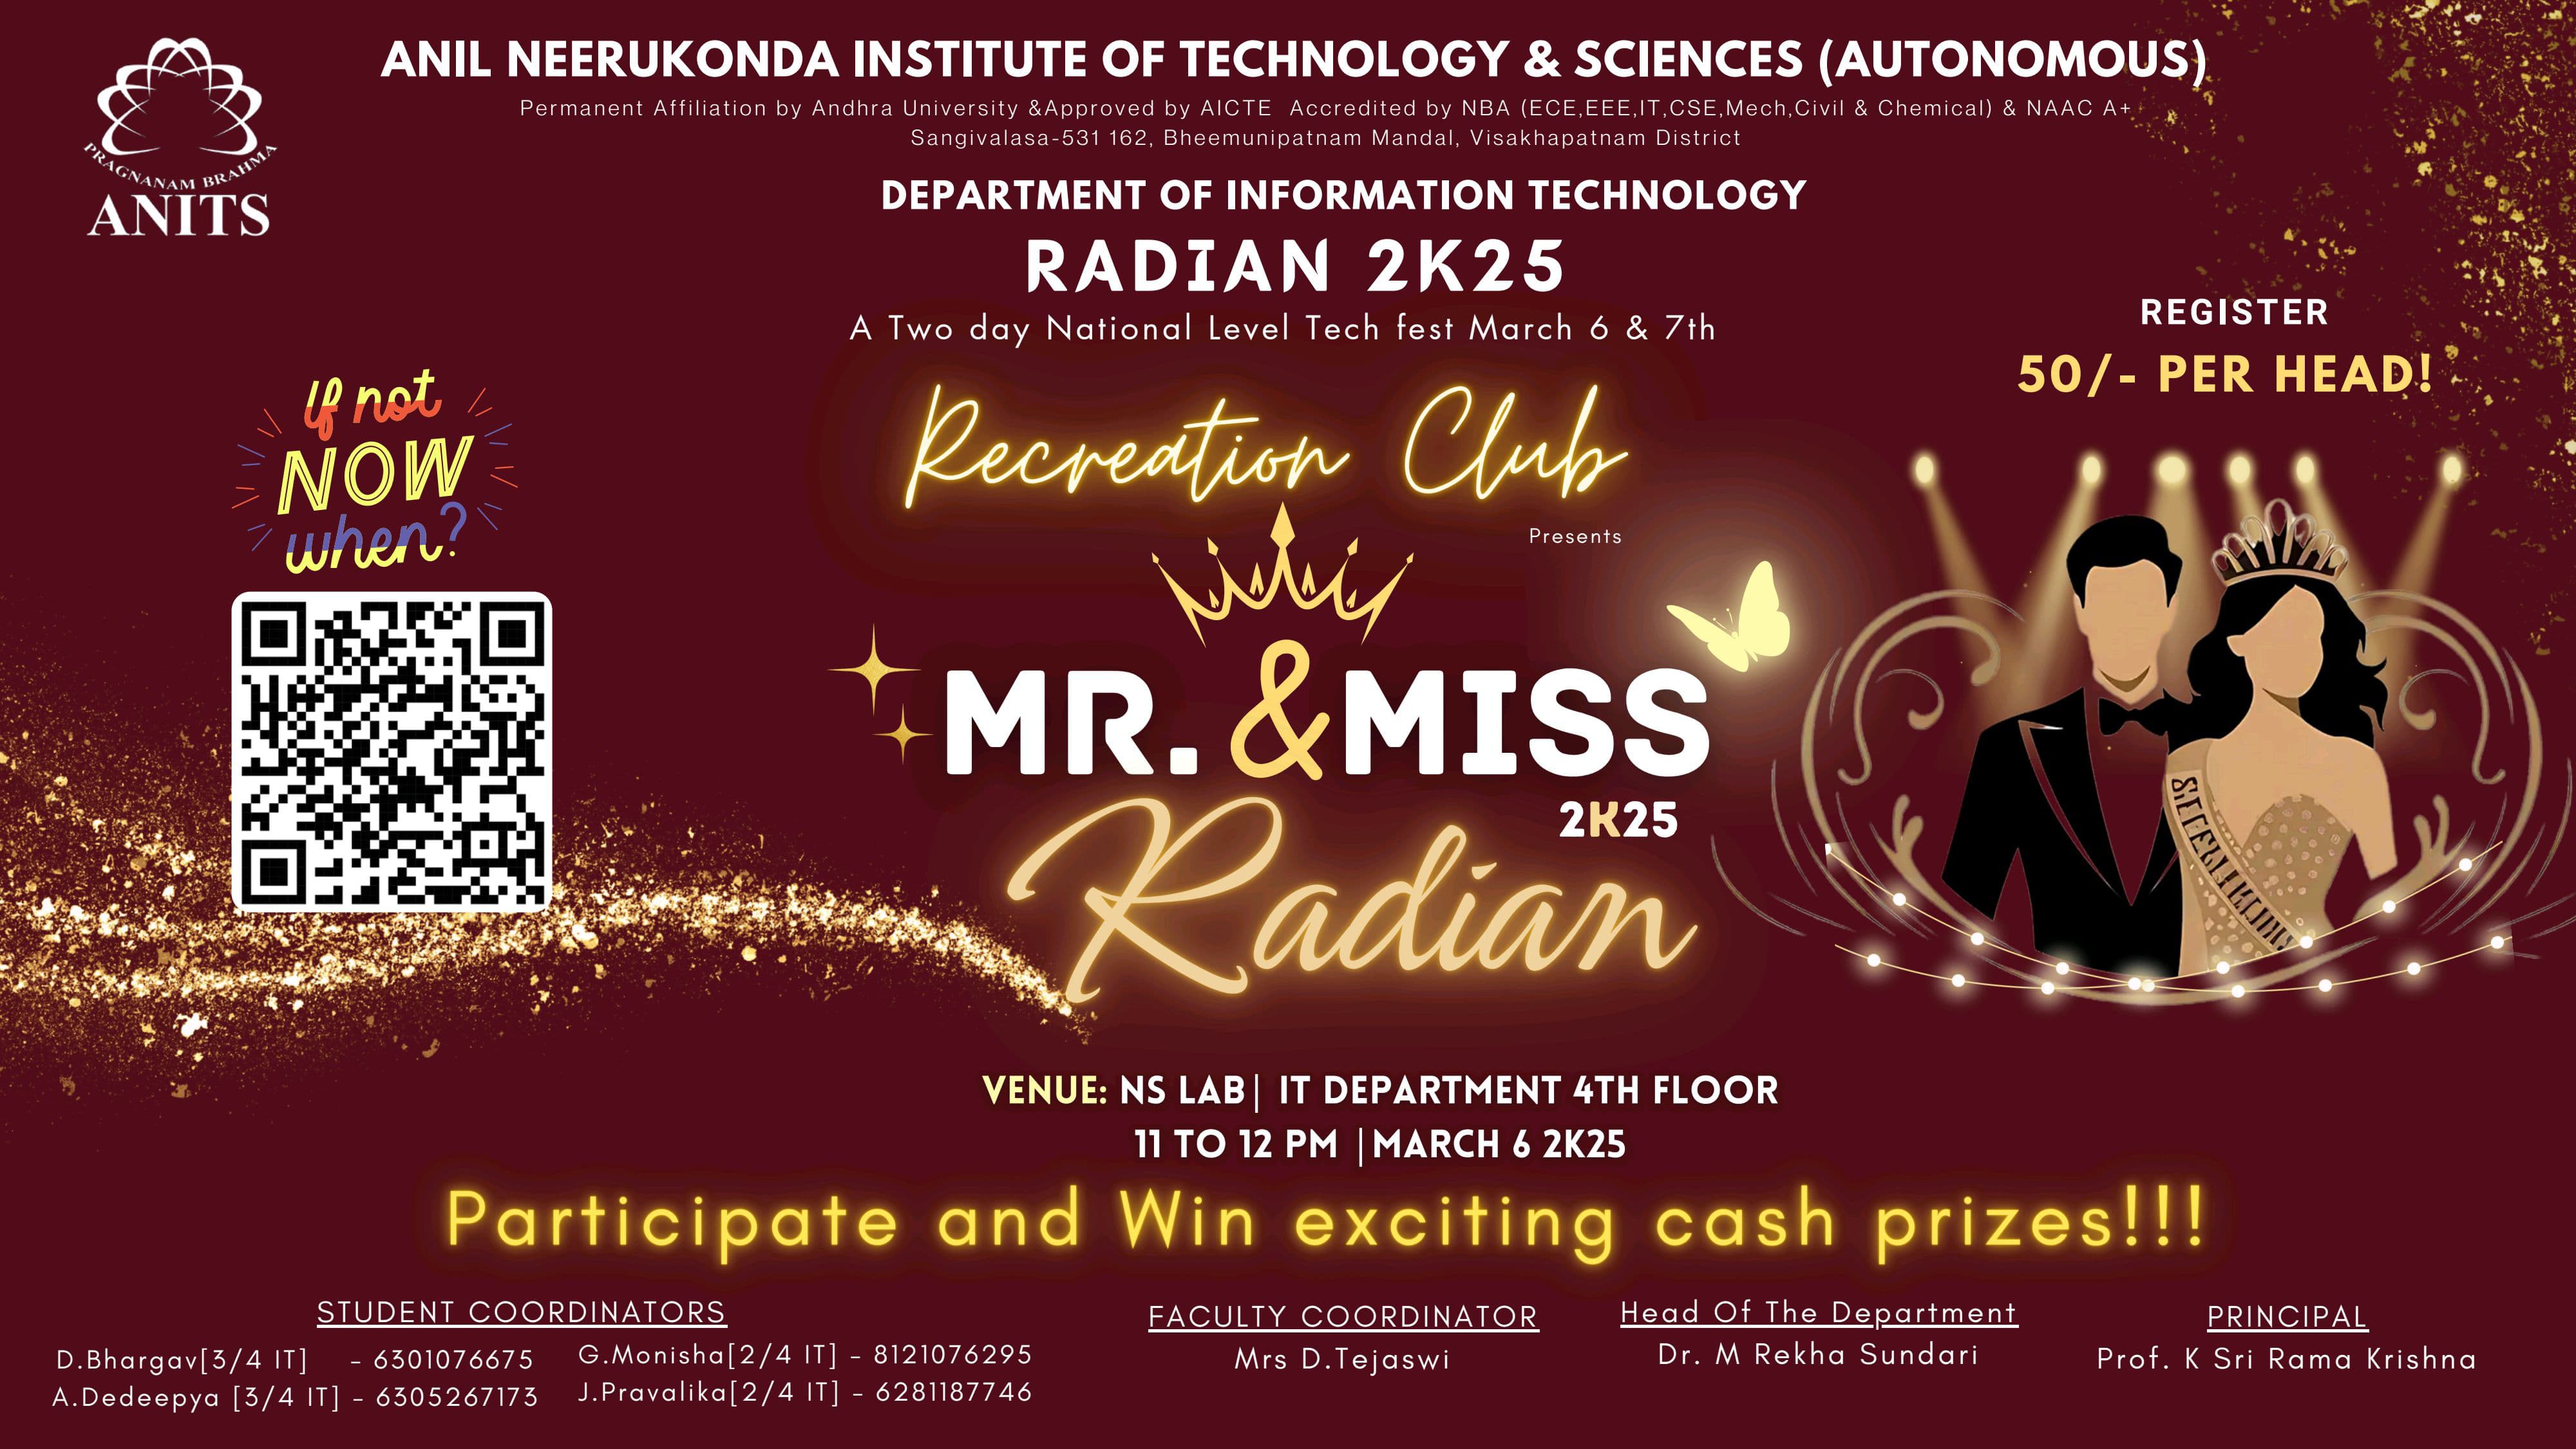 ANIL NEERUKONDA INSTITUTE OF TECHNOLOGY & SCIENCES (AUTONOMOUS)
Permanent Affiliation by Andhra University &Approved by AICTE Accredited by NBA (ECE,EEE,IT,CSE,Mech,Civil & Chemical) & NAAC A+
Sangivalasa-531 162, Bheemunipatnam Mandal, Visakhapatnam District
PRAGNANAM BRAHMA
ANITS
DEPARTMENT OF INFORMATION TECHNOLOGY
RADIAN 2K25
A Two day National Level Tech fest March 6 & 7th
REGISTER
50/- PER HEAD!
If not
NOW
when?
Recreation Club
Presents
MR. &MISS
2K25
Radian
VENUE: NS LAB| IT DEPARTMENT 4TH FLOOR
11 TO 12 PM |MARCH 6 2K25
Participate and Win exciting cash prizes!!!
STUDENT COORDINATORS
D.Bhargav[3/4 IT] - 6301076675
A.Dedeepya [3/4 IT] - 6305267173
G.Monisha[2/4 IT] - 8121076295
J.Pravalika[2/4 IT] - 6281187746
FACULTY COORDINATOR
Mrs D.Tejaswi
Head Of The Department
Dr. M Rekha Sundari
PRINCIPAL
Prof. K Sri Rama Krishna